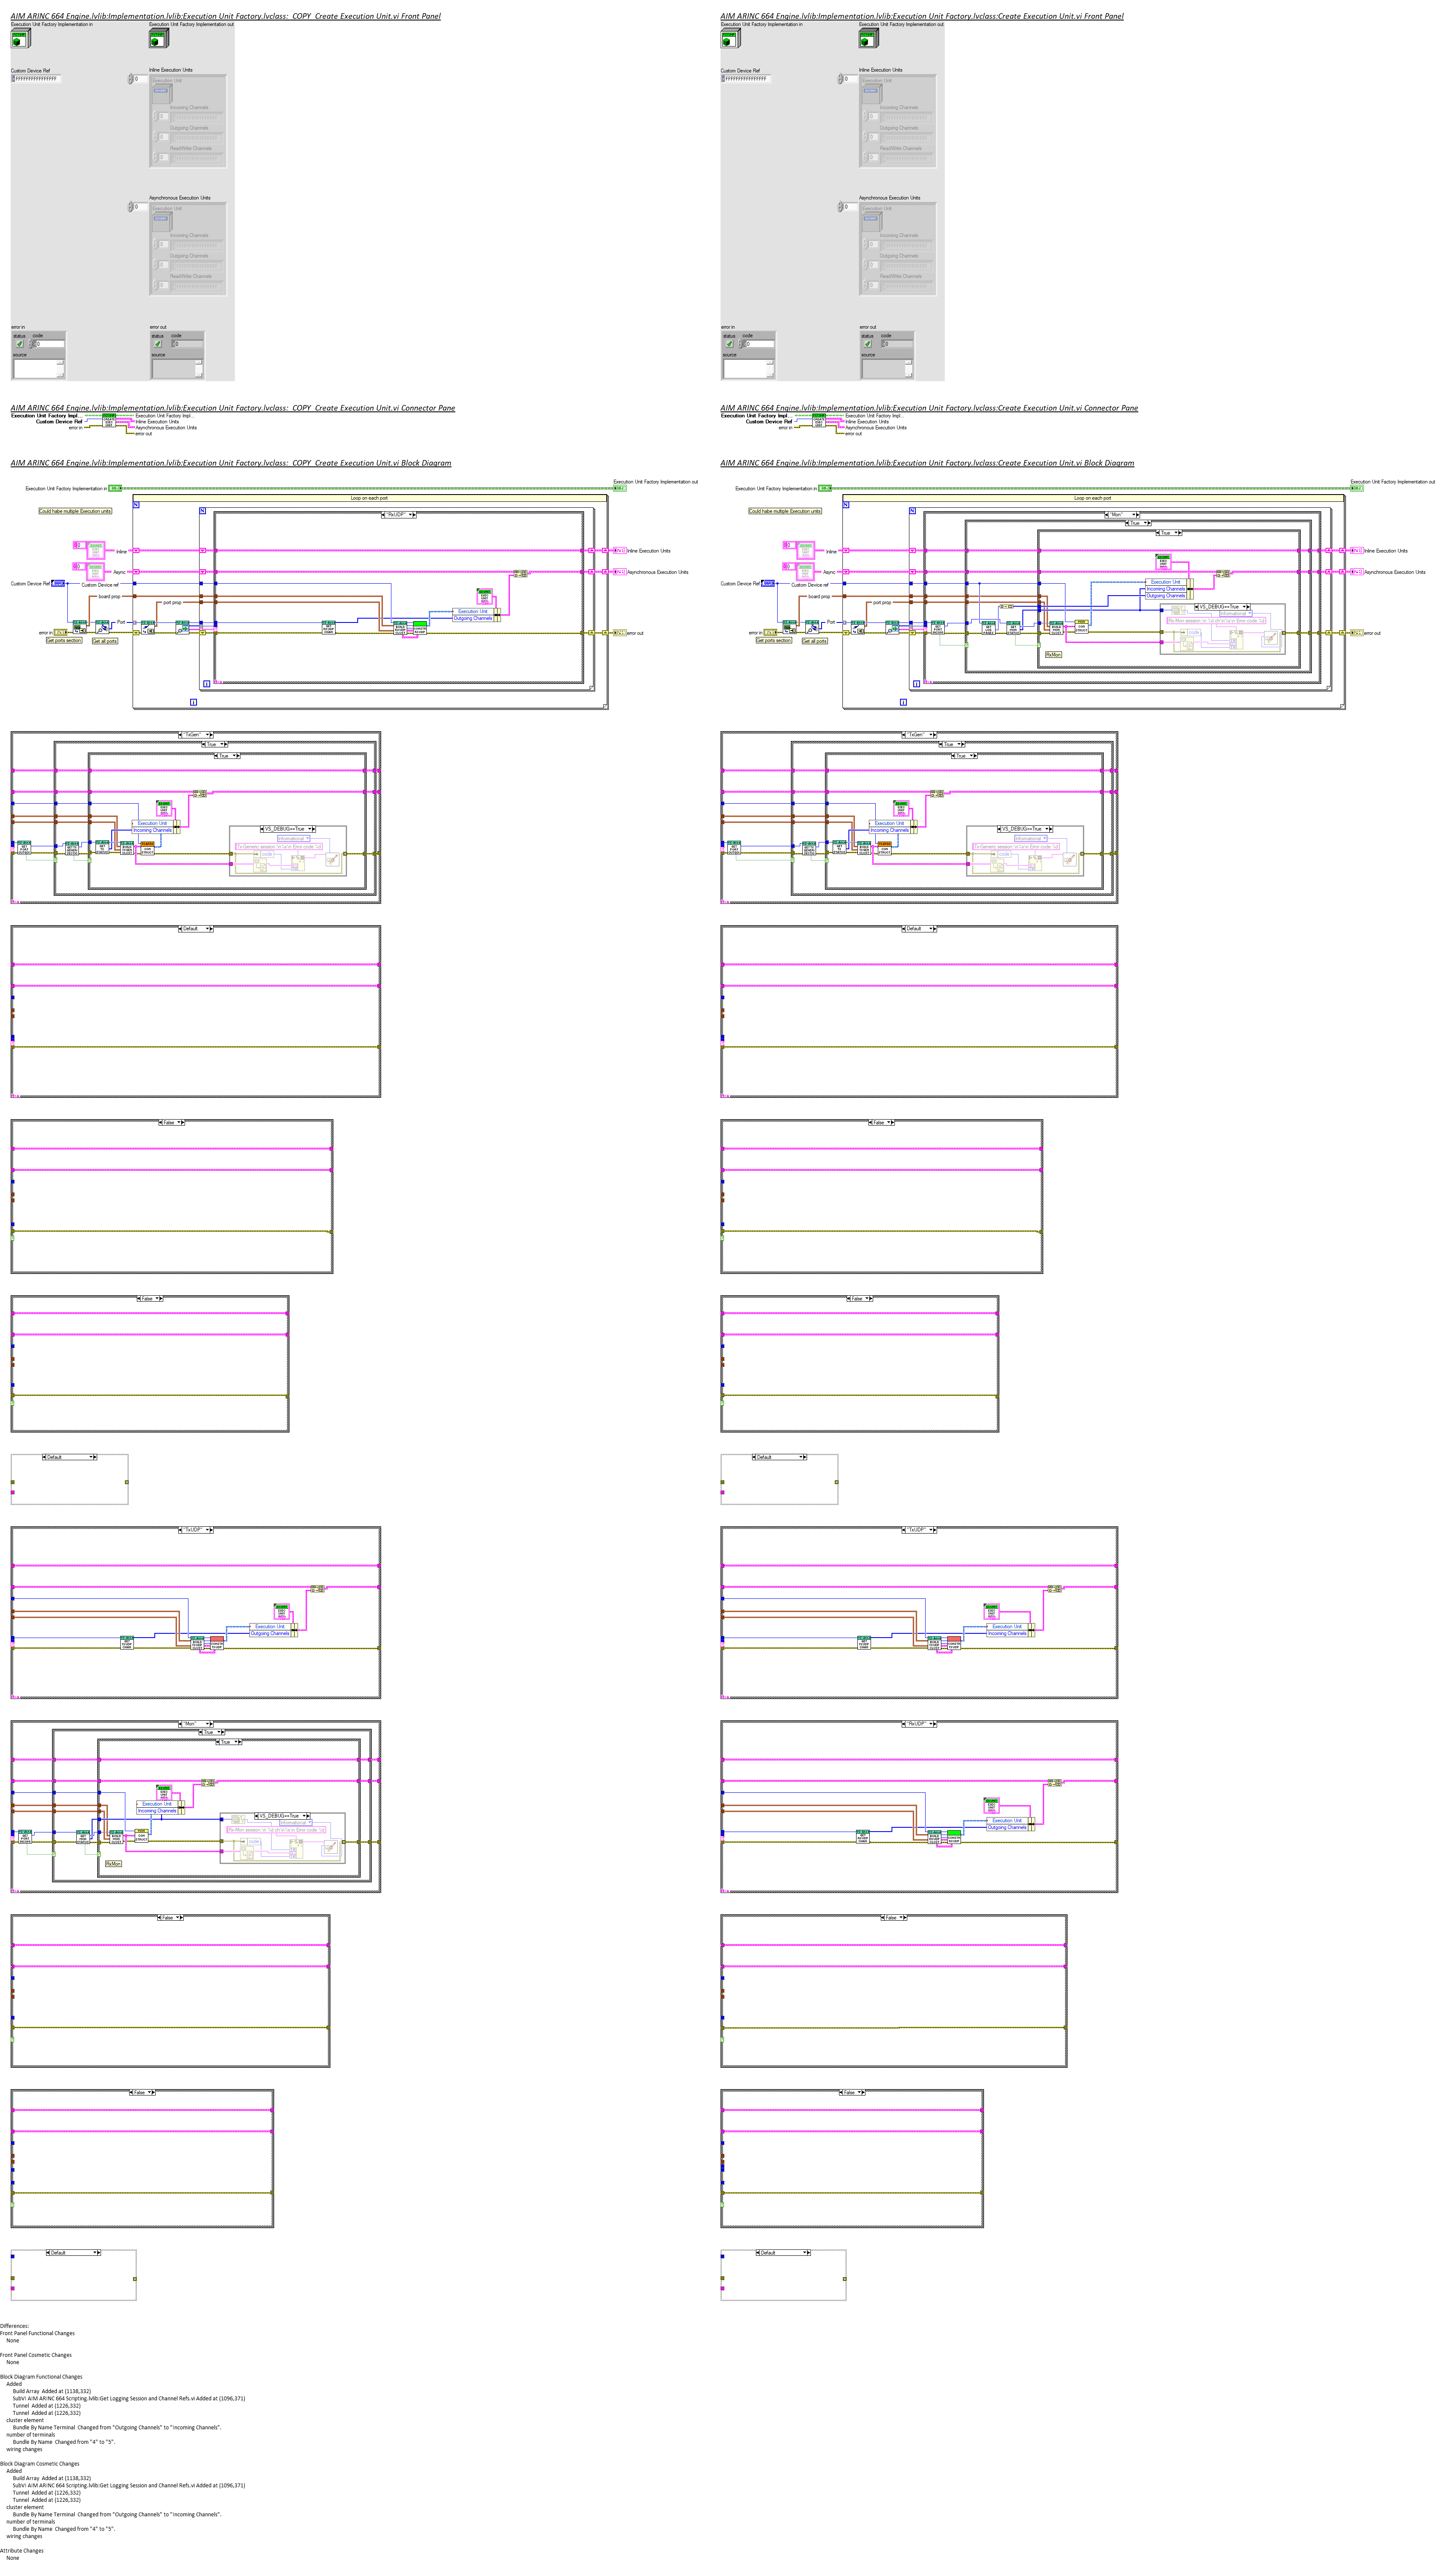 AIM ARINC 664 Engine.lvlib:Implementation.lvlib:Execution Unit Factory.lvclass:  COPY  Create Execution Unit.vi Front Panel
Execution Unit Factory Implementation in
Execution Unit Factory Implementation out
Custom Device Ref
FFFFFFFFFFFFFFFF
Inline Execution Units
0
Execution Unit
Incoming Channels
0
Outgoing Channels
0
Read/Write Channels
0
Asynchronous Execution Units
0
Execution Unit
Incoming Channels
0
Outgoing Channels
0
Read/Write Channels
0
error in
status code
0
source
error out
status code
0
source
AIM ARINC 664 Engine.lvlib:Implementation.lvlib:Execution Unit Factory.lvclass:Create Execution Unit.vi Front Panel
Execution Unit Factory Implementation in
Execution Unit Factory Implementation out
Custom Device Ref
FFFFFFFFFFFFFFFF
Inline Execution Units
0
Execution Unit
Incoming Channels
0
Outgoing Channels
0
Read/Write Channels
0
Asynchronous Execution Units
0
Execution Unit
Incoming Channels
0
Outgoing Channels
0
Read/Write Channels
0
error in
status code
0
source
error out
status code
0
source
AIM ARINC 664 Engine.lvlib:Implementation.lvlib:Execution Unit Factory.lvclass:  COPY  Create Execution Unit.vi Connector Pane
Execution Unit Factory Impl...
Custom Device Ref
error in
Execution Unit Factory Impl...
Inline Execution Units
Asynchronous Execution Units
error out
AIM ARINC 664 Engine.lvlib:Implementation.lvlib:Execution Unit Factory.lvclass:Create Execution Unit.vi Connector Pane
Execution Unit Factory Impl...
Custom Device Ref
error in
Execution Unit Factory Impl...
Inline Execution Units
Asynchronous Execution Units
error out
AIM ARINC 664 Engine.lvlib:Implementation.lvlib:Execution Unit Factory.lvclass:  COPY  Create Execution Unit.vi Block Diagram
Execution Unit Factory Implementation in
Execution Unit Factory Implementation out
Loop on each port
Could habe multiple Execution units
"RxUDP"
Inline
Inline Execution Units
Async
Asynchronous Execution Units
Custom Device Ref
Custom Device ref
board prop
port prop
Port
Execution Unit
Outgoing Channels
error in
error out
Get ports section
Get all ports
AIM ARINC 664 Engine.lvlib:Implementation.lvlib:Execution Unit Factory.lvclass:Create Execution Unit.vi Block Diagram
Execution Unit Factory Implementation in
Execution Unit Factory Implementation out
Loop on each port
Could habe multiple Execution units
"Mon"
True
True
Inline
Inline Execution Units
Async
Asynchronous Execution Units
Custom Device Ref
Custom Device ref
board prop
port prop
Port
Execution Unit
Incoming Channels
Outgoing Channels
VS_DEBUG==True
error in
error out
Get ports section
Get all ports
RxMon
"TxGen"
True
True
Execution Unit
Incoming Channels
VS_DEBUG==True
Informational
"TxGen"
True
True
Execution Unit
Incoming Channels
VS_DEBUG==True
Informational
Default
Default
False
False
False
False
Default
Default
"TxUDP"
Execution Unit
Outgoing Channels
"TxUDP"
Execution Unit
Incoming Channels
"Mon"
True
True
Execution Unit
Incoming Channels
VS_DEBUG==True
Informational
RxMon
"RxUDP"
Execution Unit
Outgoing Channels
False
False
False
False
Default
Default
Differences:
Front Panel Functional Changes
None
Front Panel Cosmetic Changes
None
Block Diagram Functional Changes
Added
Build Array  Added at (1138,332)
SubVI AIM ARINC 664 Scripting.lvlib:Get Logging Session and Channel Refs.vi Added at (1096,371)
Tunnel  Added at (1226,332)
Tunnel  Added at (1226,332)
cluster element
Bundle By Name Terminal  Changed from "Outgoing Channels" to "Incoming Channels".
number of terminals
Bundle By Name  Changed from "4" to "5".
wiring changes
Block Diagram Cosmetic Changes
Added
Build Array  Added at (1138,332)
SubVI AIM ARINC 664 Scripting.lvlib:Get Logging Session and Channel Refs.vi Added at (1096,371)
Tunnel  Added at (1226,332)
Tunnel  Added at (1226,332)
cluster element
Bundle By Name Terminal  Changed from "Outgoing Channels" to "Incoming Channels".
number of terminals
Bundle By Name  Changed from "4" to "5".
wiring changes
Attribute Changes
None